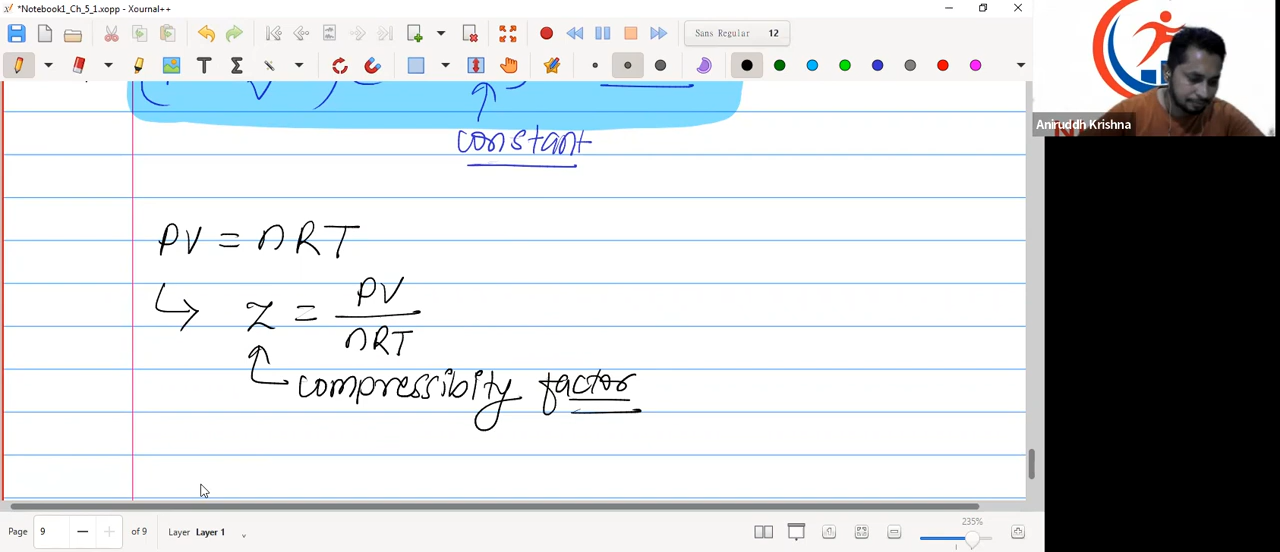 *Notebook1_Ch_5_1.xopp - Xournal++
Sans Regular 12
Aniruddh Krishna
constant
PV = nRT
↳ z = PV
nRT
compressibity factor
Page 9 of 9 Layer Layer 1 235%